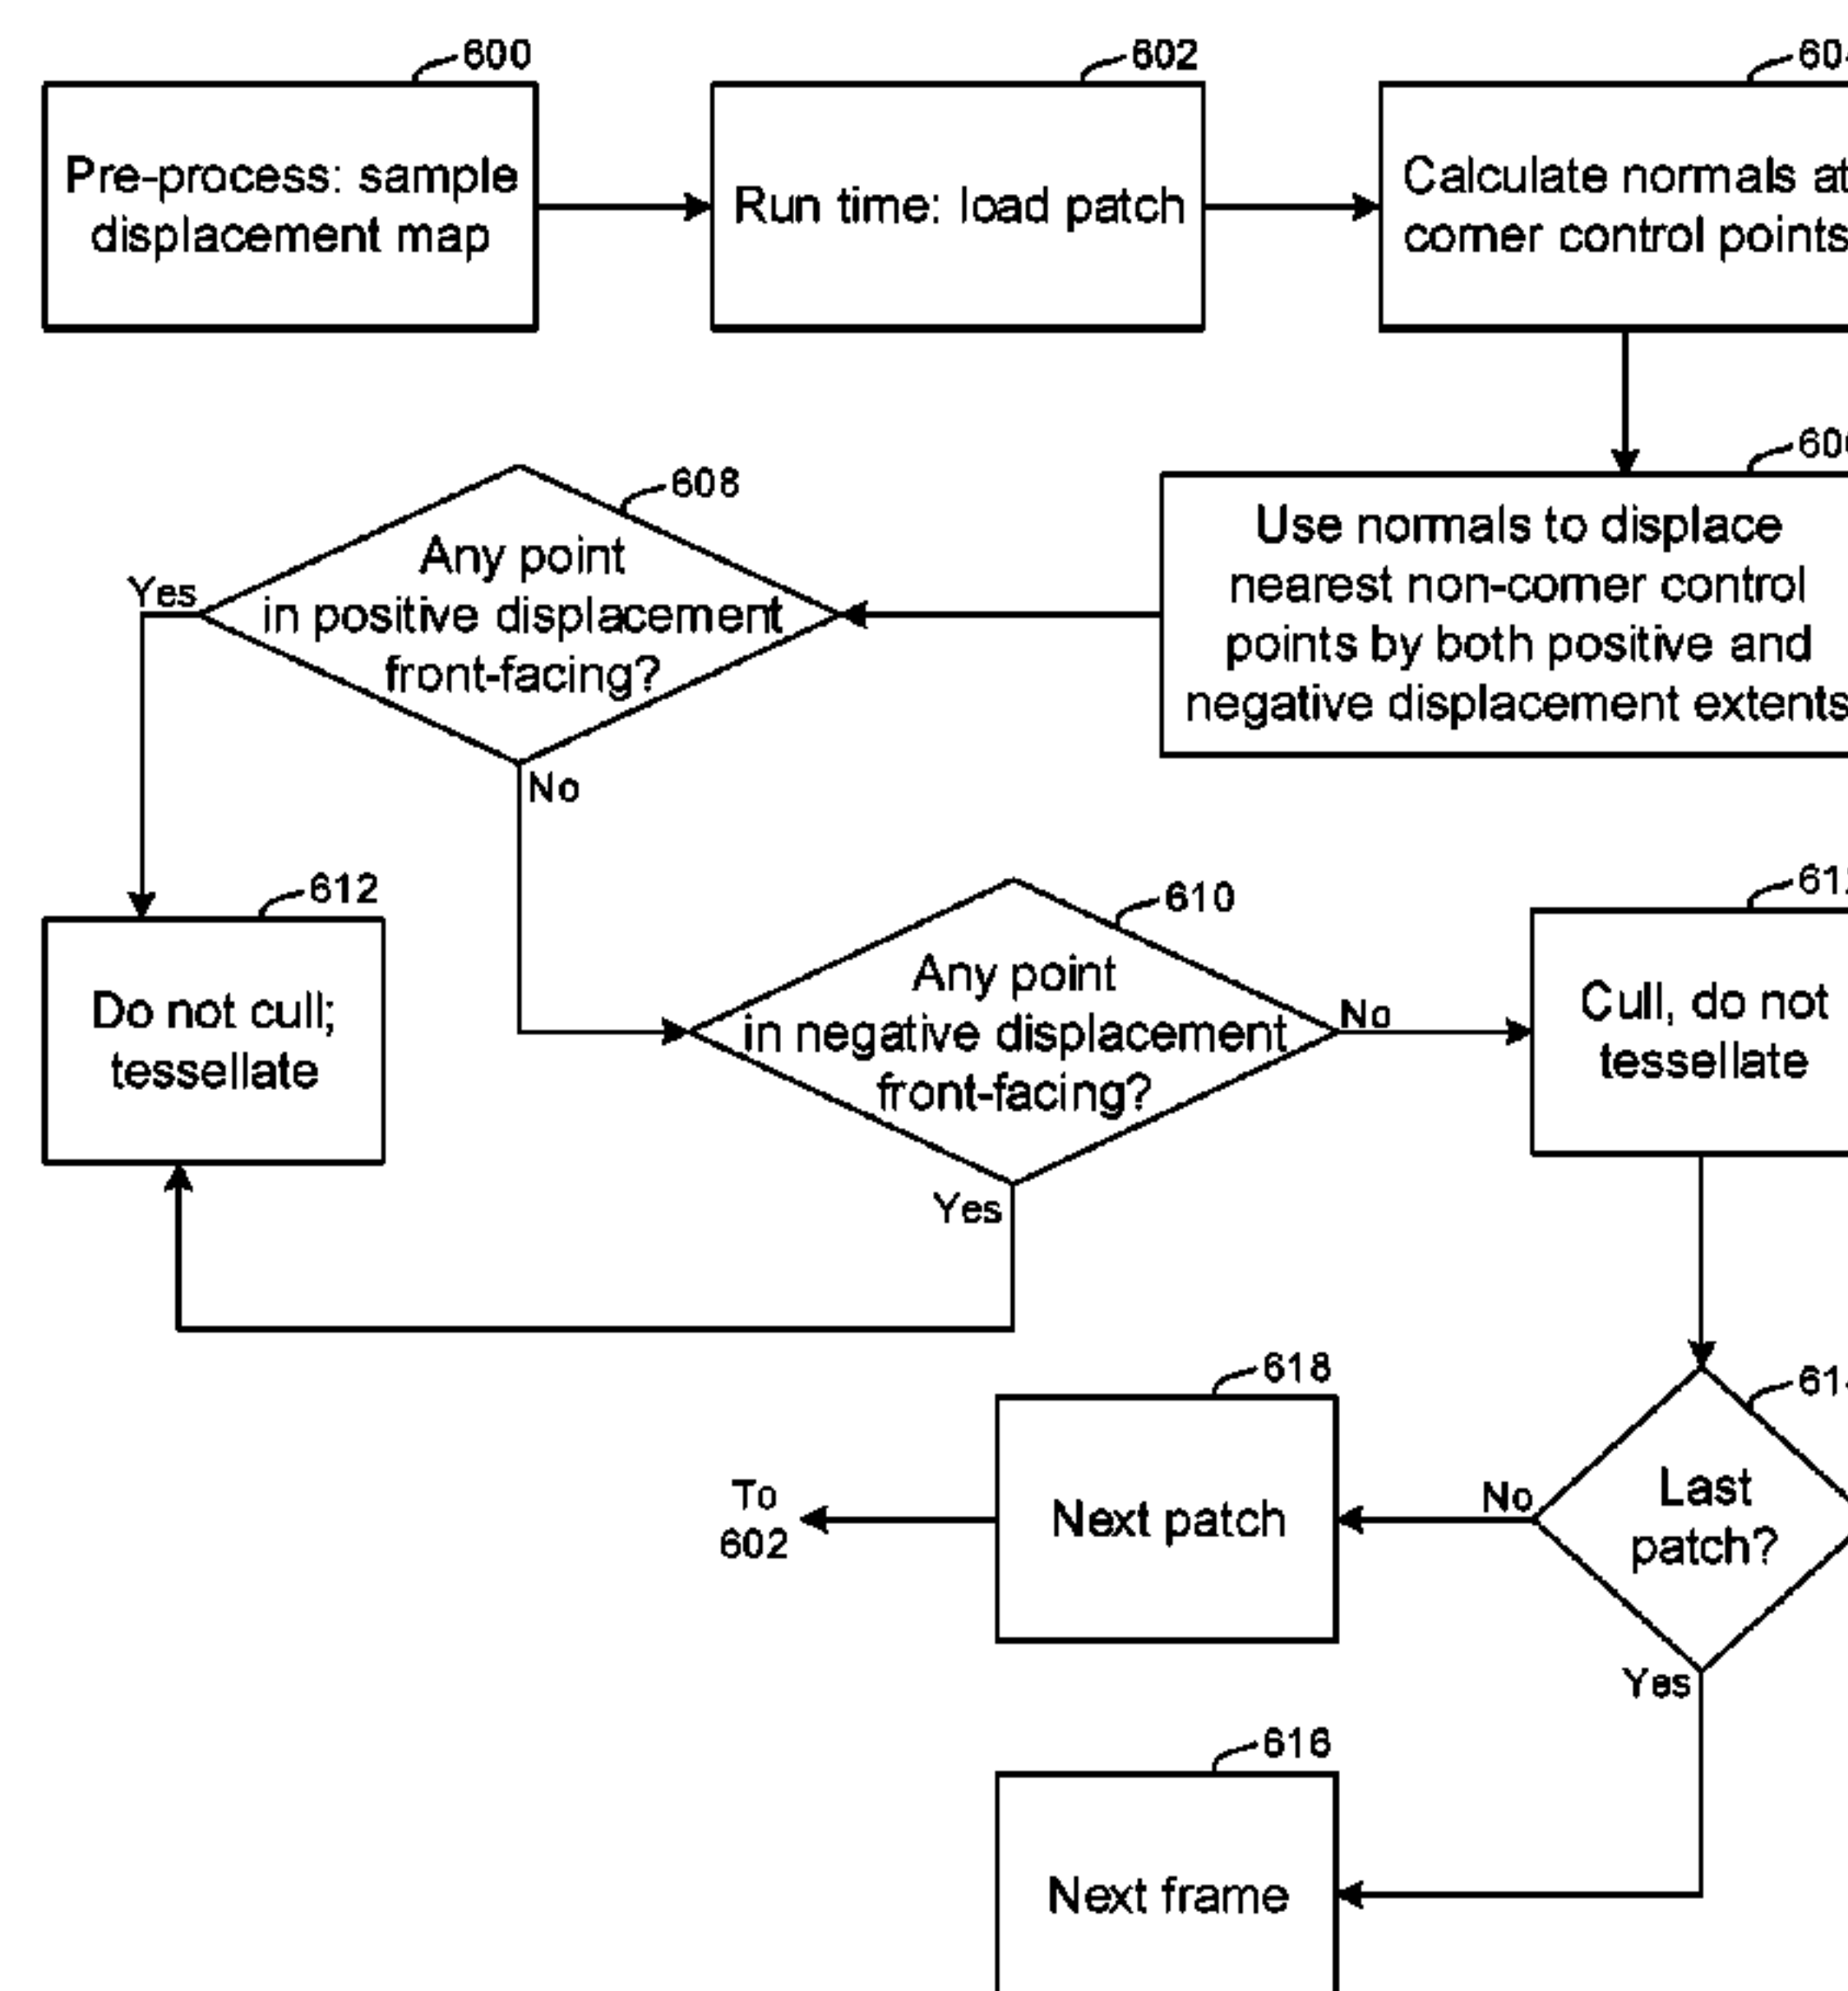 600
Pre-process: sample
displacement map
602
Run time: load patch
Calculate normals at
corner control points
Use normals to displace
nearest non-corner control
points by both positive and
negative displacement extents
608
Any point
in positive displacement
front-facing?
Yes
No
612
Do not cull;
tessellate
610
Any point
in negative displacement
front-facing?
No
Yes
Cull, do not
tessellate
Last
patch?
No
Yes
618
Next patch
To
602
616
Next frame